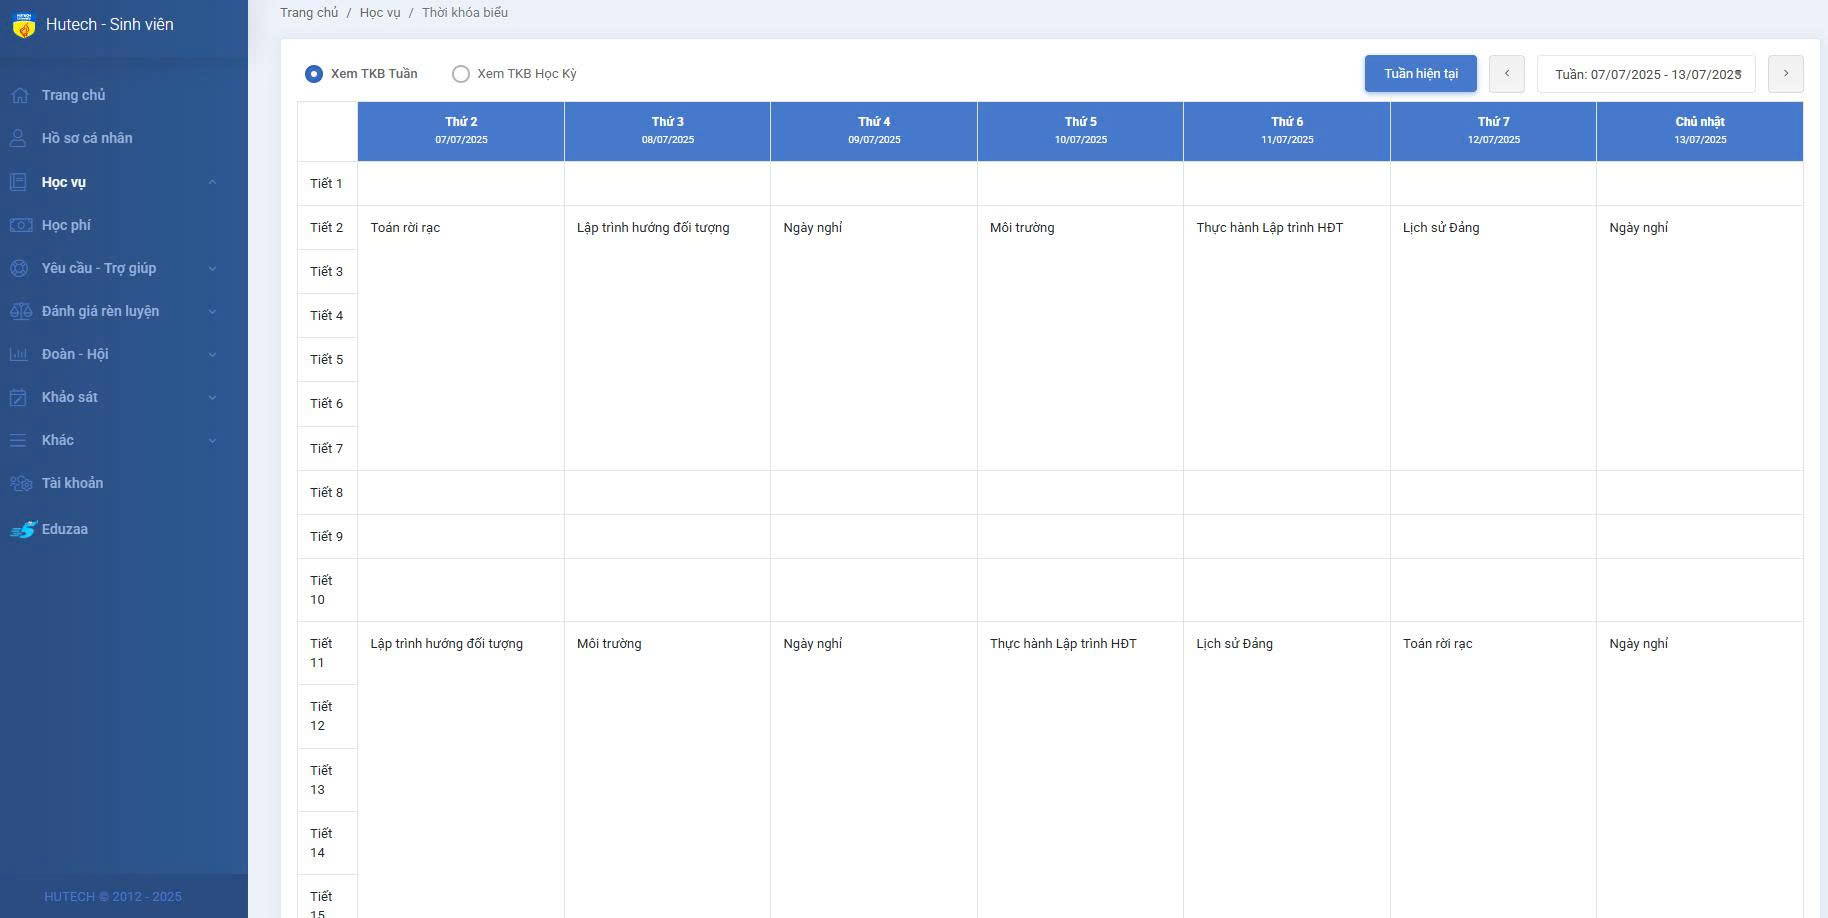 Hutech - Sinh viên
Trang chủ
Hồ sơ cá nhân
Học vụ
Học phí
Yêu cầu - Trợ giúp
Đánh giá rèn luyện
Đoàn - Hội
Khảo sát
Khác
Tài khoản
Eduzaa
HUTECH © 2012 - 2025
Trang chủ / Học vụ / Thời khóa biểu
Xem TKB Tuần Xem TKB Học Kỳ Tuần hiện tại Tuần: 07/07/2025 - 13/07/2025
Thứ 2 Thứ 3 Thứ 4 Thứ 5 Thứ 6 Thứ 7 Chủ nhật
07/07/2025 08/07/2025 09/07/2025 10/07/2025 11/07/2025 12/07/2025 13/07/2025
Tiết 1
Tiết 2 Toán rời rạc Lập trình hướng đối tượng Ngày nghỉ Môi trường Thực hành Lập trình HĐT Lịch sử Đảng Ngày nghỉ
Tiết 3
Tiết 4
Tiết 5
Tiết 6
Tiết 7
Tiết 8
Tiết 9
Tiết
10
Tiết Lập trình hướng đối tượng Môi trường Ngày nghỉ Thực hành Lập trình HĐT Lịch sử Đảng Toán rời rạc Ngày nghỉ
11
Tiết
12
Tiết
13
Tiết
14
Tiết
15